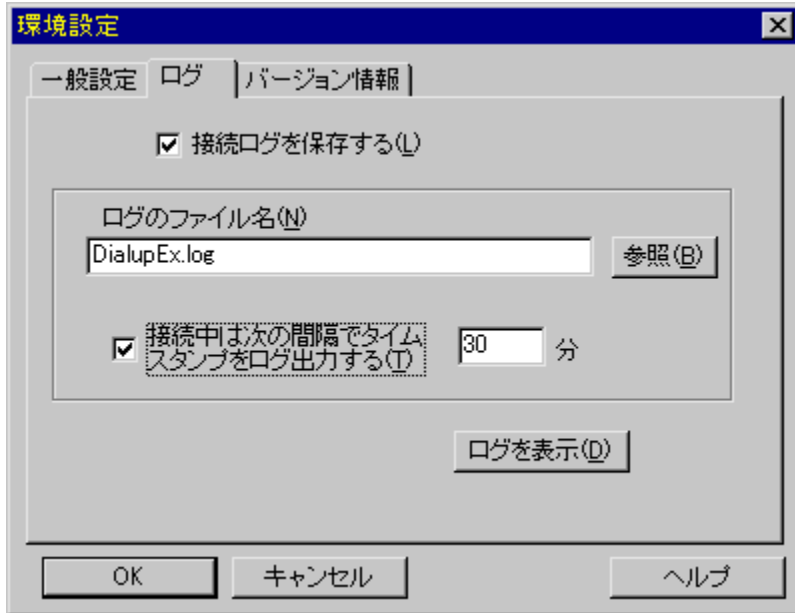 環境設定
一般設定 ログ バージョン情報
接続ログを保存する(L)
ログのファイル名(N)
DialupEx.log 参照(B)
接続中は次の間隔でタイム
スタンプをログ出力する(T) 30 分
ログを表示(D)
OK キャンセル ヘルプ